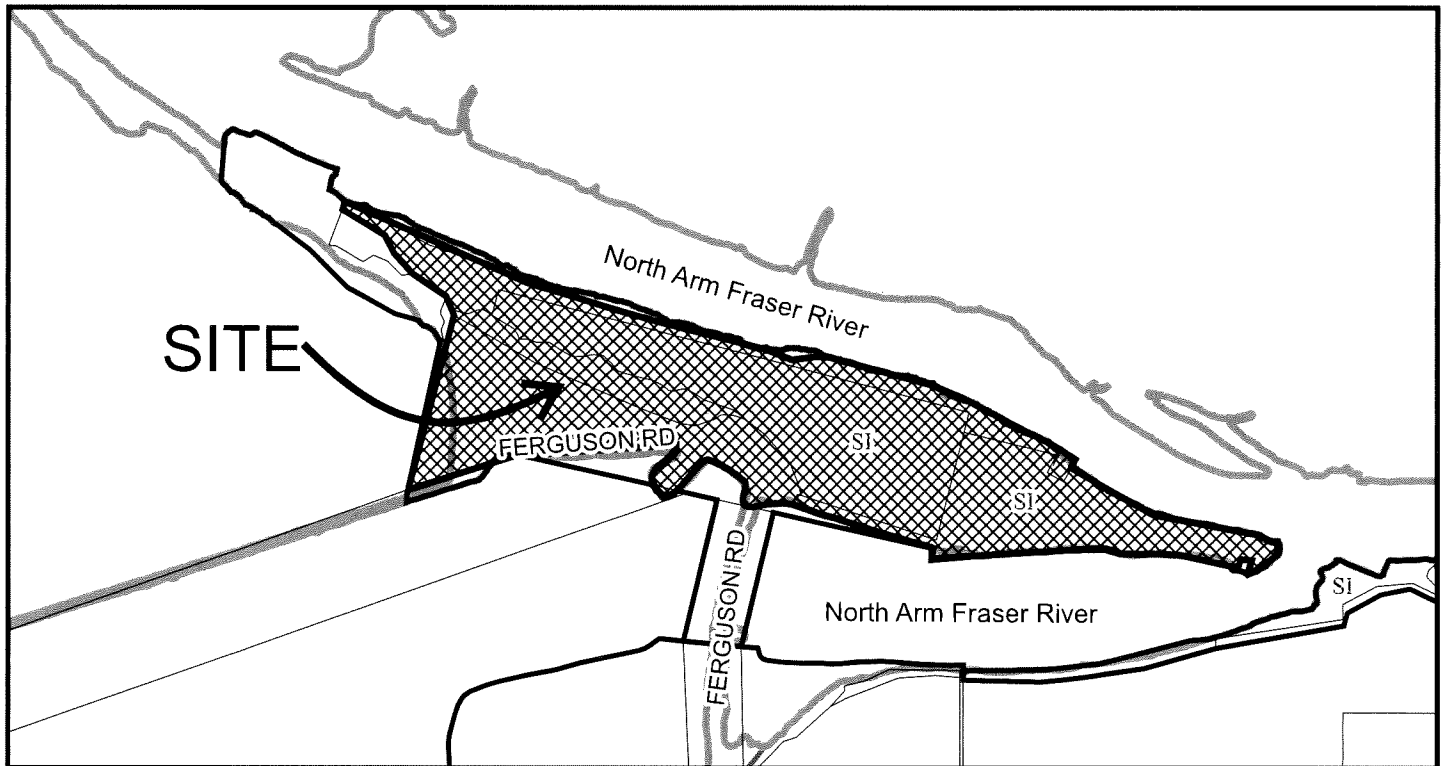 North Arm Fraser River
SITE
FERGUSON RD
SI
SI
FERGUSON RD
North Arm Fraser River
SI